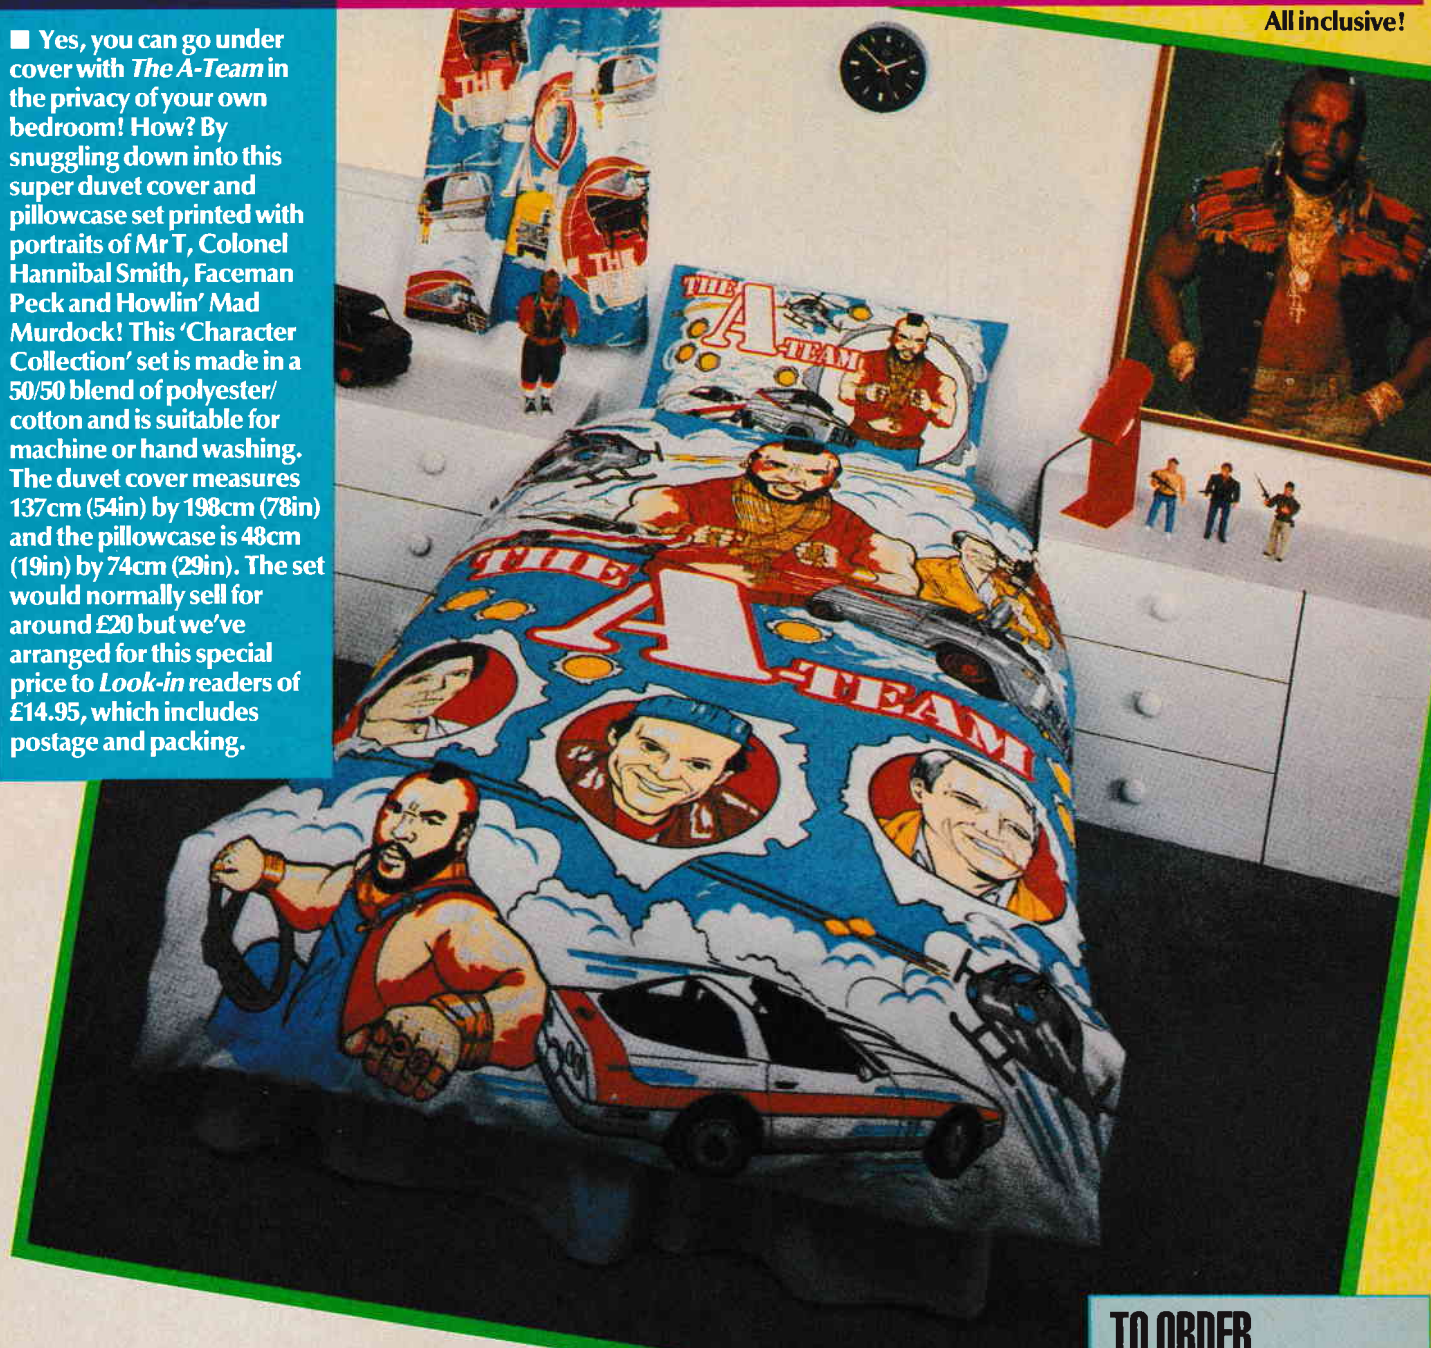 All inclusive!
■ Yes, you can go under
cover with The A-Team in
the privacy of your own
bedroom! How? By
snuggling down into this
super duvet cover and
pillowcase set printed with
portraits of Mr T, Colonel
Hannibal Smith, Faceman
Peck and Howlin' Mad
Murdock! This 'Character
Collection' set is made in a
50/50 blend of polyester/
cotton and is suitable for
machine or hand washing.
The duvet cover measures
137cm (54in) by 198cm (78in)
and the pillowcase is 48cm
(19in) by 74cm (29in). The set
would normally sell for
around £20 but we've
arranged for this special
price to Look-in readers of
£14.95, which includes
postage and packing.
THE
A
THE
THE
A
-TEAM
THE
A
-TEAM
TO ORDER